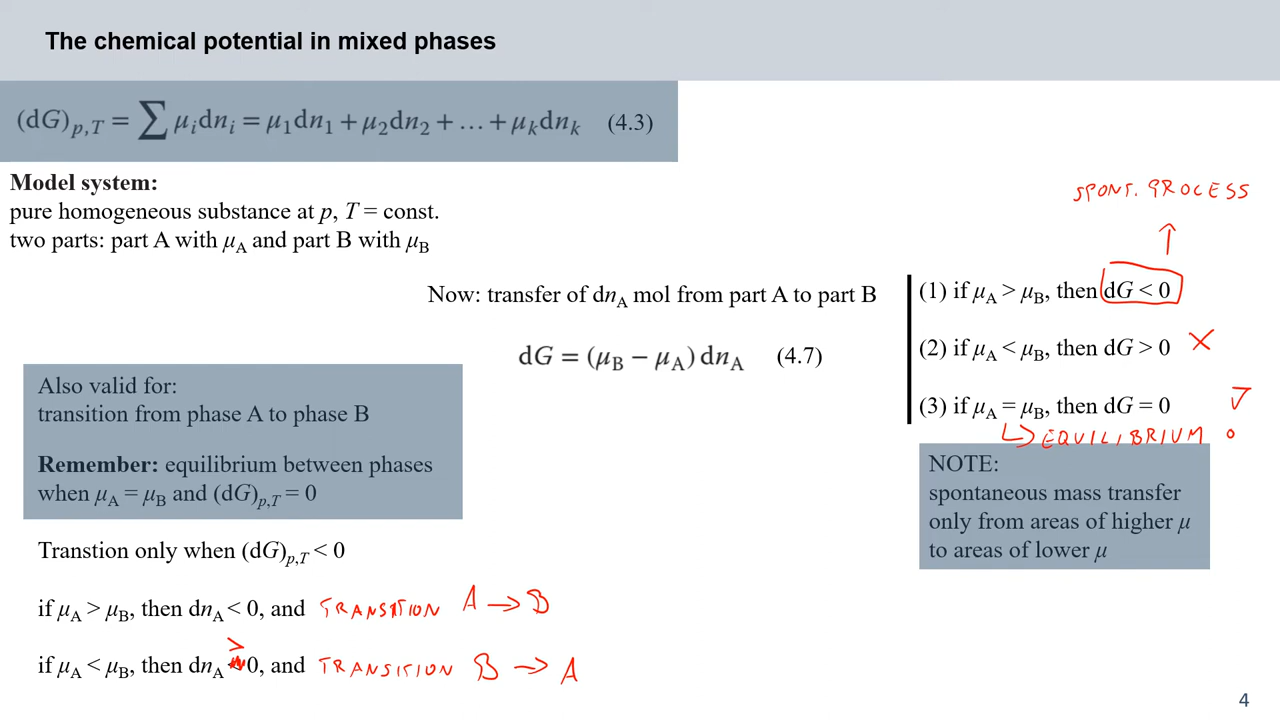 The chemical potential in mixed phases
(dG)p,T = ∑ μidni = μ1dn1 + μ2dn2 + … + μkdnk (4.3)
Model system:
pure homogeneous substance at p, T = const.
two parts: part A with μA and part B with μB
SPONT. PROCESS
↑
Now: transfer of dnA mol from part A to part B
(1) if μA > μB, then dG < 0
dG = (μB − μA) dnA (4.7)
(2) if μA < μB, then dG > 0 ×
(3) if μA = μB, then dG = 0
↳ EQUILIBRIUM
Also valid for:
transition from phase A to phase B
Remember: equilibrium between phases
when μA = μB and (dG)p,T = 0
NOTE:
spontaneous mass transfer
only from areas of higher μ
to areas of lower μ
Transtion only when (dG)p,T < 0
if μA > μB, then dnA < 0, and TRANSITION A → B
if μA < μB, then dnA > 0, and TRANSITION B → A
4